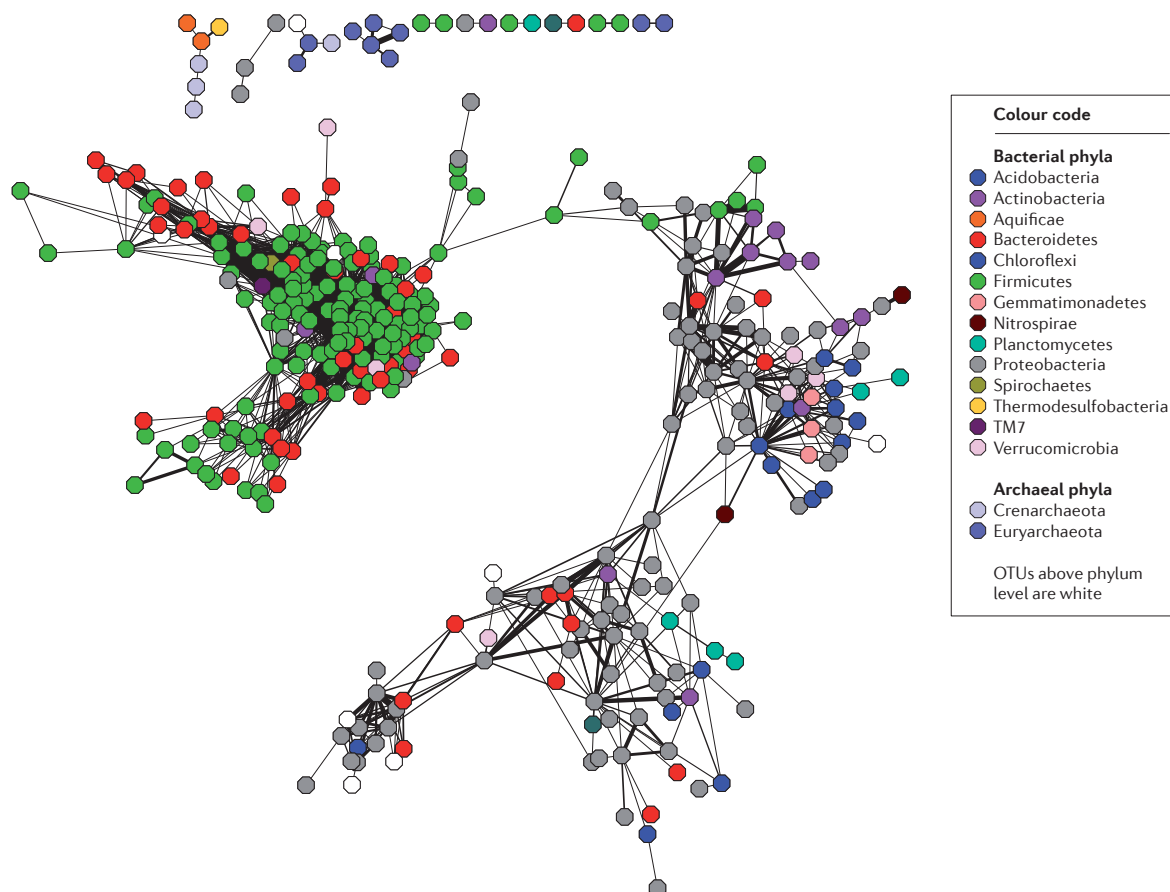 Colour code
Bacterial phyla
Acidobacteria
Actinobacteria
Aquificae
Bacteroidetes
Chloroflexi
Firmicutes
Gemmatimonadetes
Nitrospirae
Planctomycetes
Proteobacteria
Spirochaetes
Thermodesulfobacteria
TM7
Verrucomicrobia
Archaeal phyla
Crenarchaeota
Euryarchaeota
OTUs above phylum
level are white